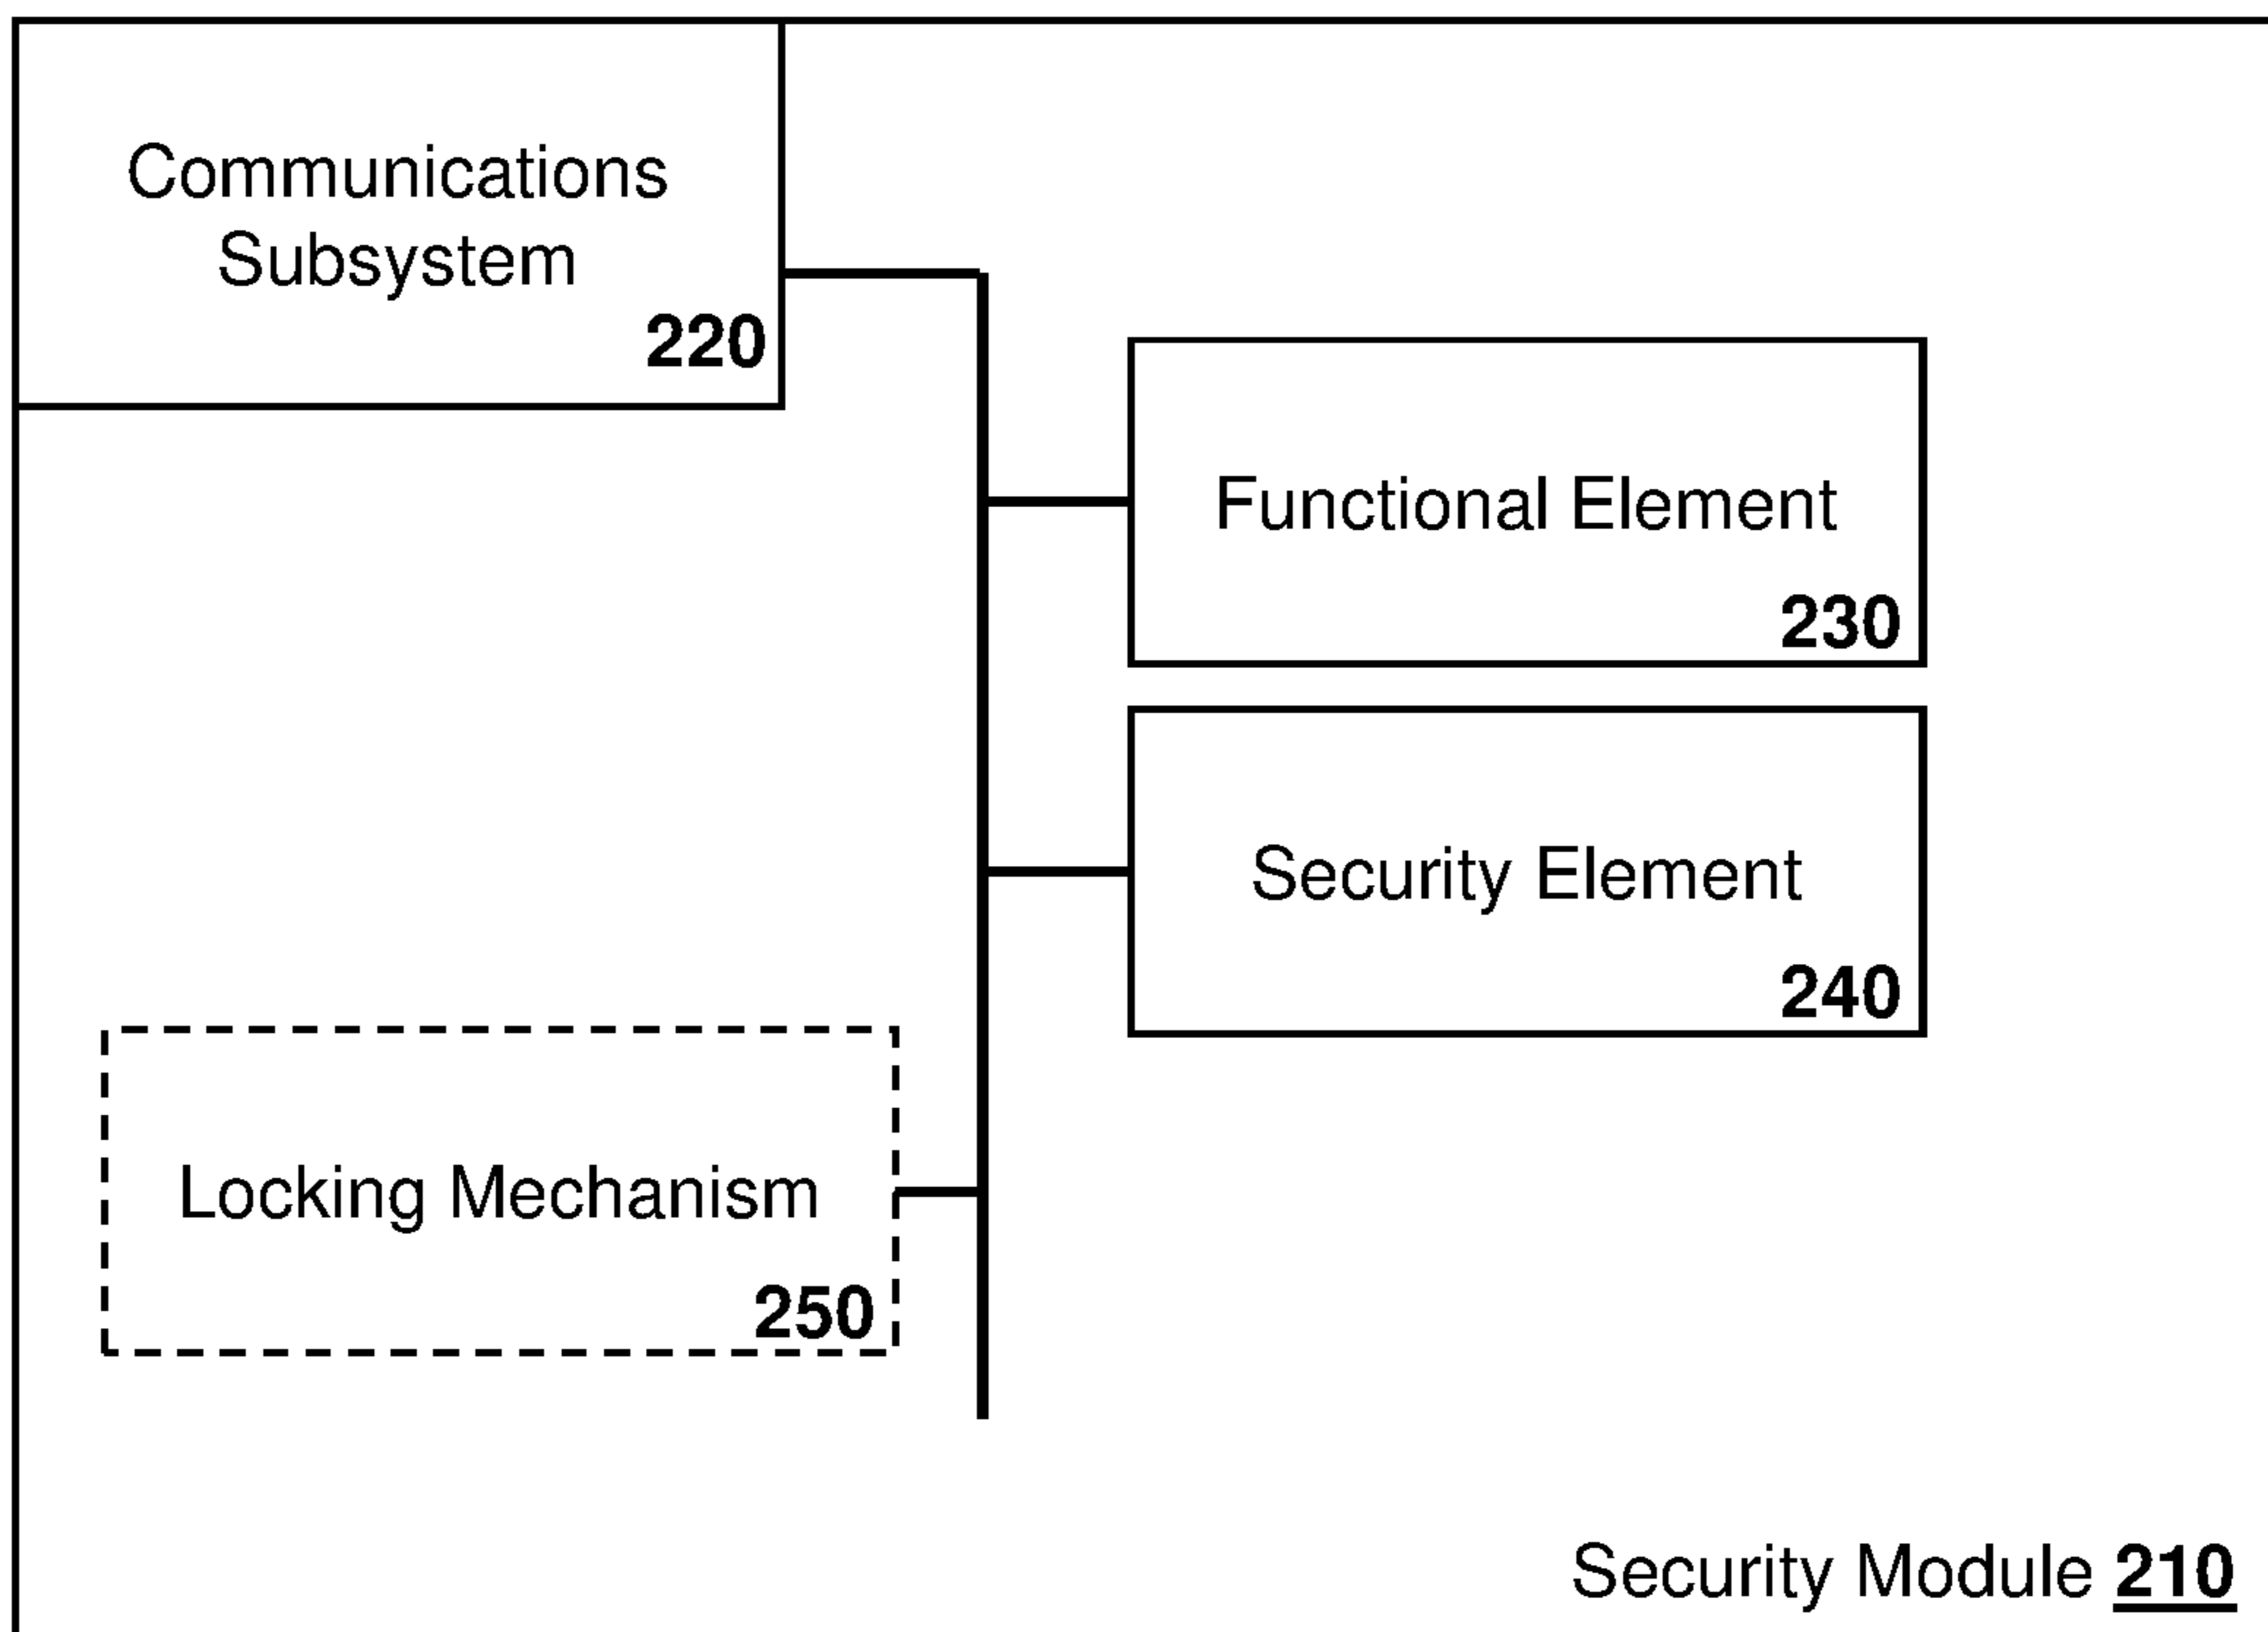 Communications
Subsystem
220
Functional Element
230
Security Element
240
Locking Mechanism
250
Security Module 210